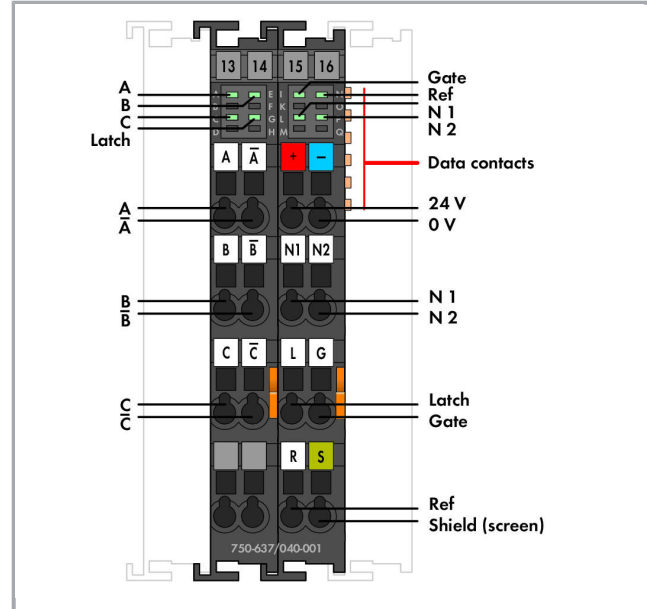 13 14 15 16
A
B
C
Latch
Gate
Ref
N 1
N 2
A E I N
B F K O
C G L P
D H M Q
Data contacts
A A̅ + −
A
A̅
24 V
0 V
B B̅ N1 N2
B
B̅
N 1
N 2
C C̅ L G
C
C̅
Latch
Gate
R S
Ref
Shield (screen)
750-637/040-001